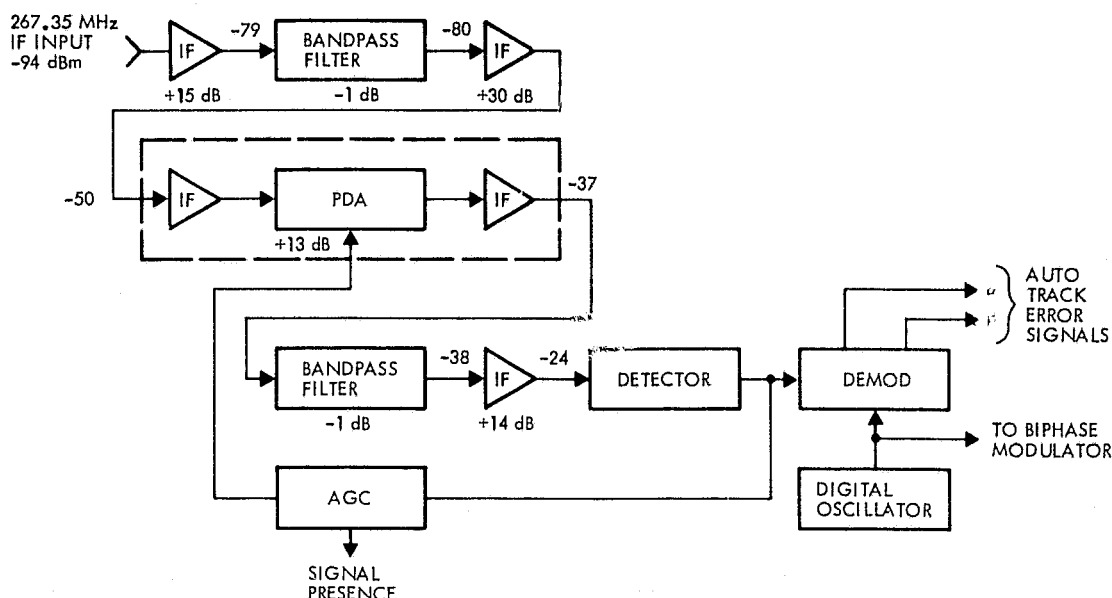 267.35 MHz
IF INPUT
-94 dBm
IF
-79
BANDPASS
FILTER
-80
IF
+15 dB
-1 dB
+30 dB
-50
IF
PDA
IF
-37
+13 dB
BANDPASS
FILTER
-38
IF
-24
DETECTOR
DEMOD
AUTO
TRACK
ERROR
SIGNALS
-1 dB
+14 dB
TO BIPHASE
MODULATOR
AGC
DIGITAL
OSCILLATOR
SIGNAL
PRESENCE